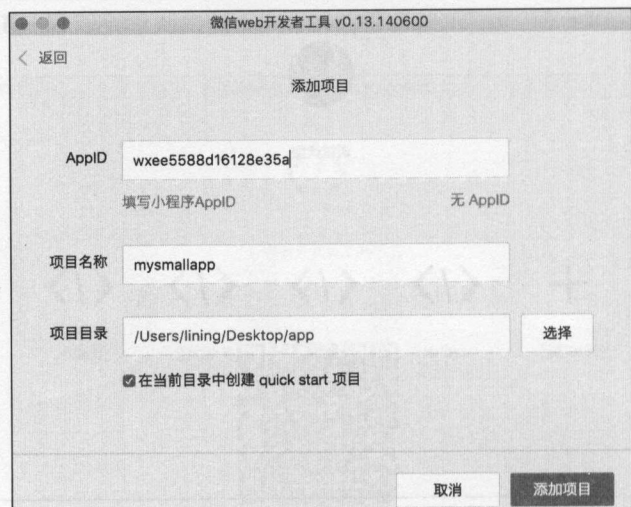 微信web开发者工具 v0.13.140600
返回
添加项目
AppID wxee5588d16128e35a
填写小程序AppID 无 AppID
项目名称 mysmallapp
项目目录 /Users/lining/Desktop/app 选择
在当前目录中创建 quick start 项目
取消 添加项目